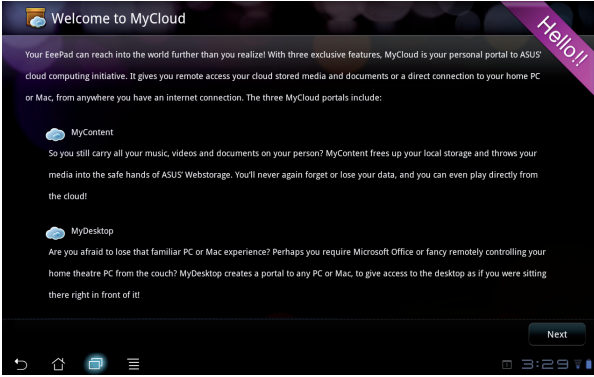 Welcome to MyCloud
Hello!!
Your EeePad can reach into the world further than you realize! With three exclusive features, MyCloud is your personal portal to ASUS'
cloud computing initiative. It gives you remote access your cloud stored media and documents or a direct connection to your home PC
or Mac, from anywhere you have an internet connection. The three MyCloud portals include:
MyContent
So you still carry all your music, videos and documents on your person? MyContent frees up your local storage and throws your
media into the safe hands of ASUS' Webstorage. You'll never again forget or lose your data, and you can even play directly from
the cloud!
MyDesktop
Are you afraid to lose that familiar PC or Mac experience? Perhaps you require Microsoft Office or fancy remotely controlling your
home theatre PC from the couch? MyDesktop creates a portal to any PC or Mac, to give access to the desktop as if you were sitting
there right in front of it!
Next
3:29